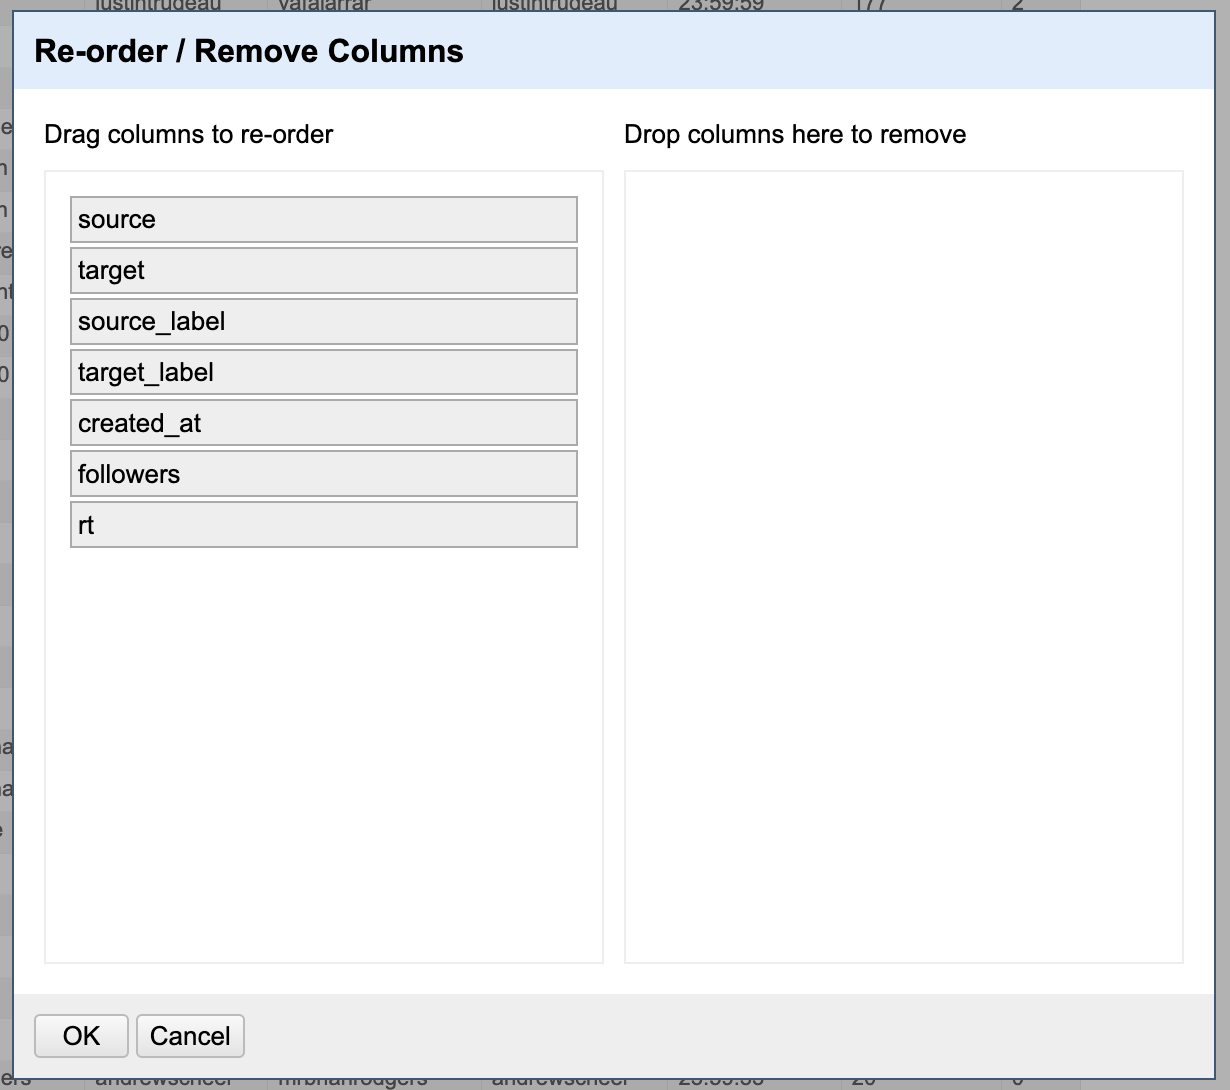 Re-order / Remove Columns
Drag columns to re-order
Drop columns here to remove
source
target
source_label
target_label
created_at
followers
rt
OK
Cancel